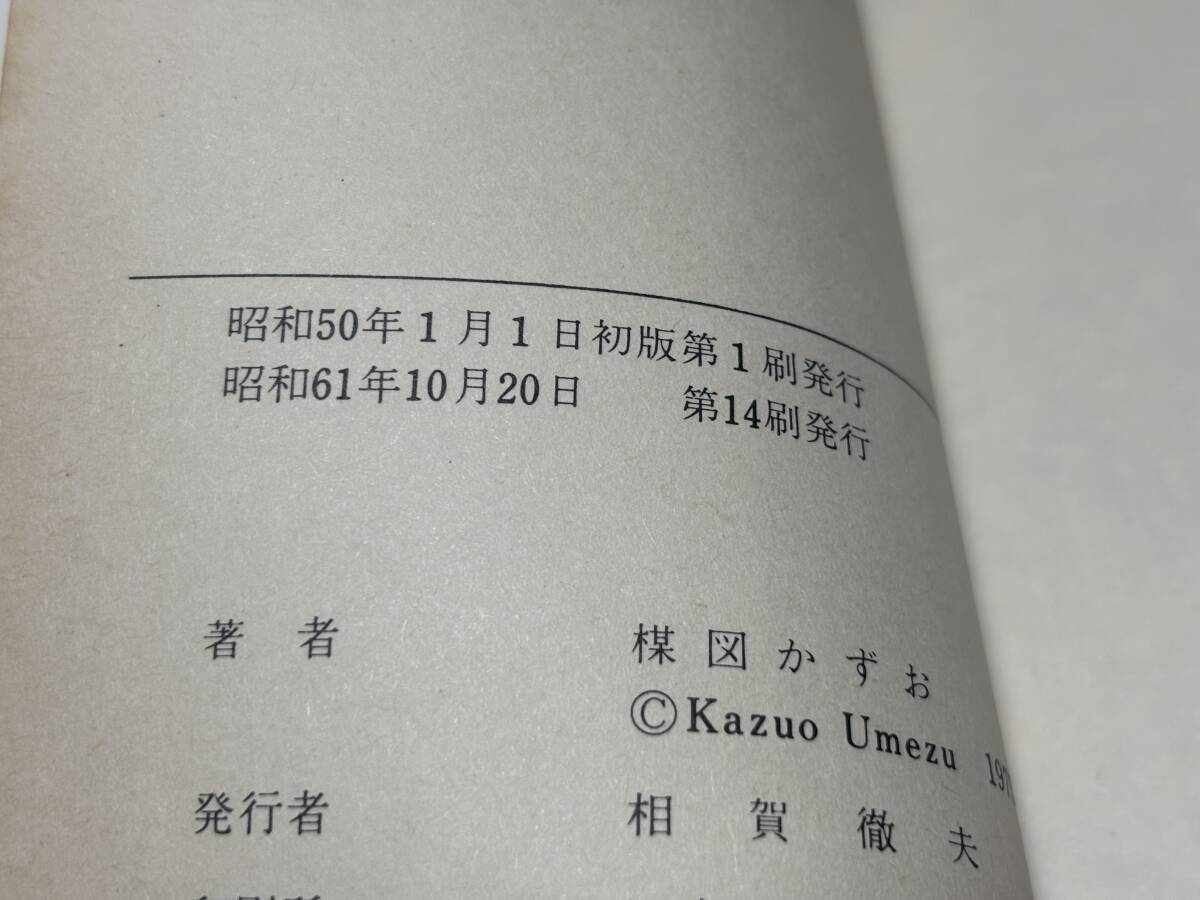 昭和50年1月1日初版第1刷発行
昭和61年10月20日 第14刷発行
著者 楳図かずお
©Kazuo Umezu
発行者 相賀徹夫